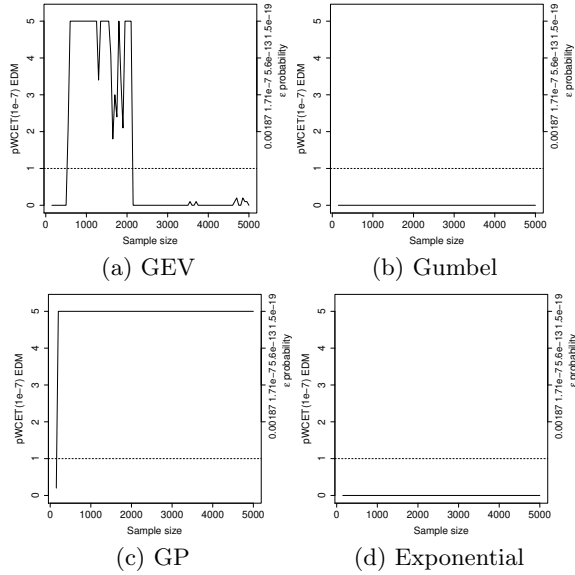 5
4
3
2
1
0
pWCET(1e-7) EDM
0 1000 2000 3000 4000 5000
Sample size
0.00187 1.71e-7 5.6e-13 1.5e-19
ε probability
(a) GEV
5
4
3
2
1
0
pWCET(1e-7) EDM
0 1000 2000 3000 4000 5000
Sample size
0.00187 1.71e-7 5.6e-13 1.5e-19
ε probability
(b) Gumbel
5
4
3
2
1
0
pWCET(1e-7) EDM
0 1000 2000 3000 4000 5000
Sample size
0.00187 1.71e-7 5.6e-13 1.5e-19
ε probability
(c) GP
5
4
3
2
1
0
pWCET(1e-7) EDM
0 1000 2000 3000 4000 5000
Sample size
0.00187 1.71e-7 5.6e-13 1.5e-19
ε probability
(d) Exponential